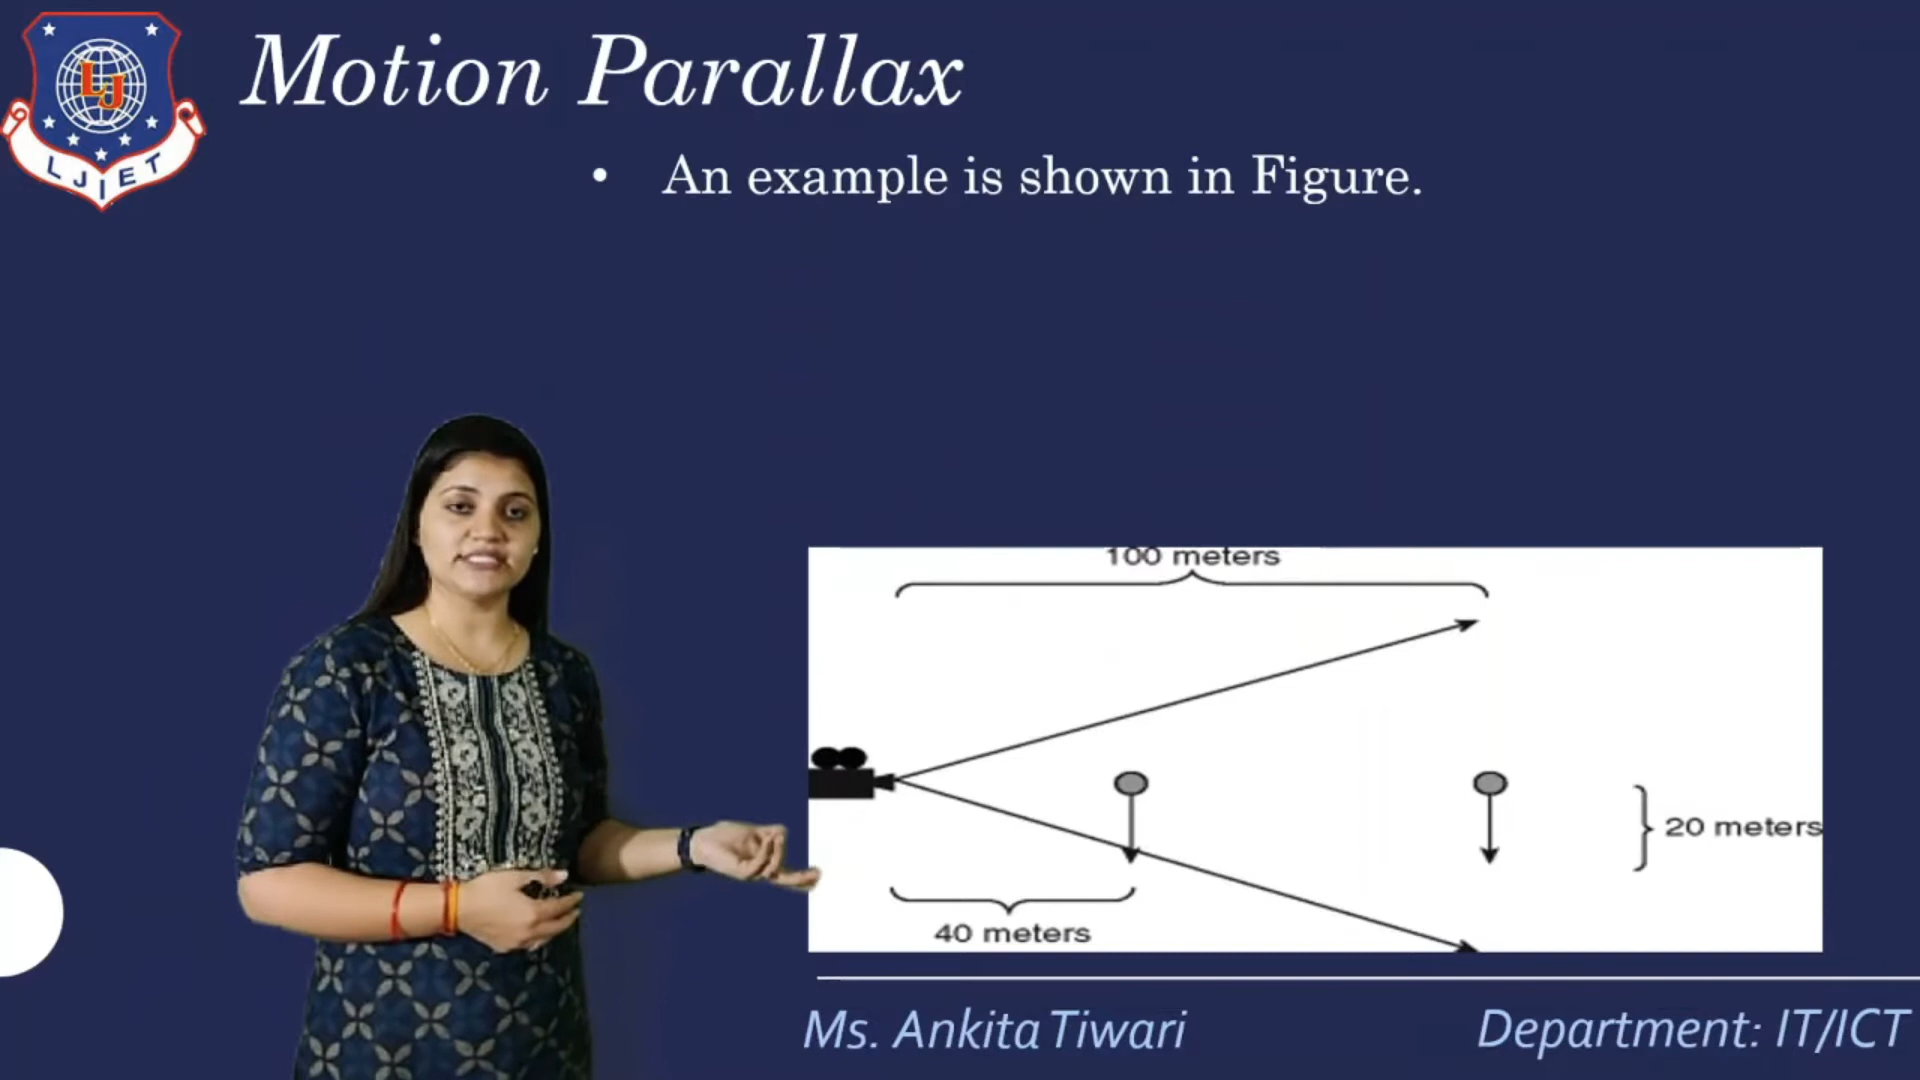 LJ
LJIET
Motion Parallax
• An example is shown in Figure.
100 meters
20 meters
40 meters
Ms. Ankita Tiwari
Department: IT/ICT